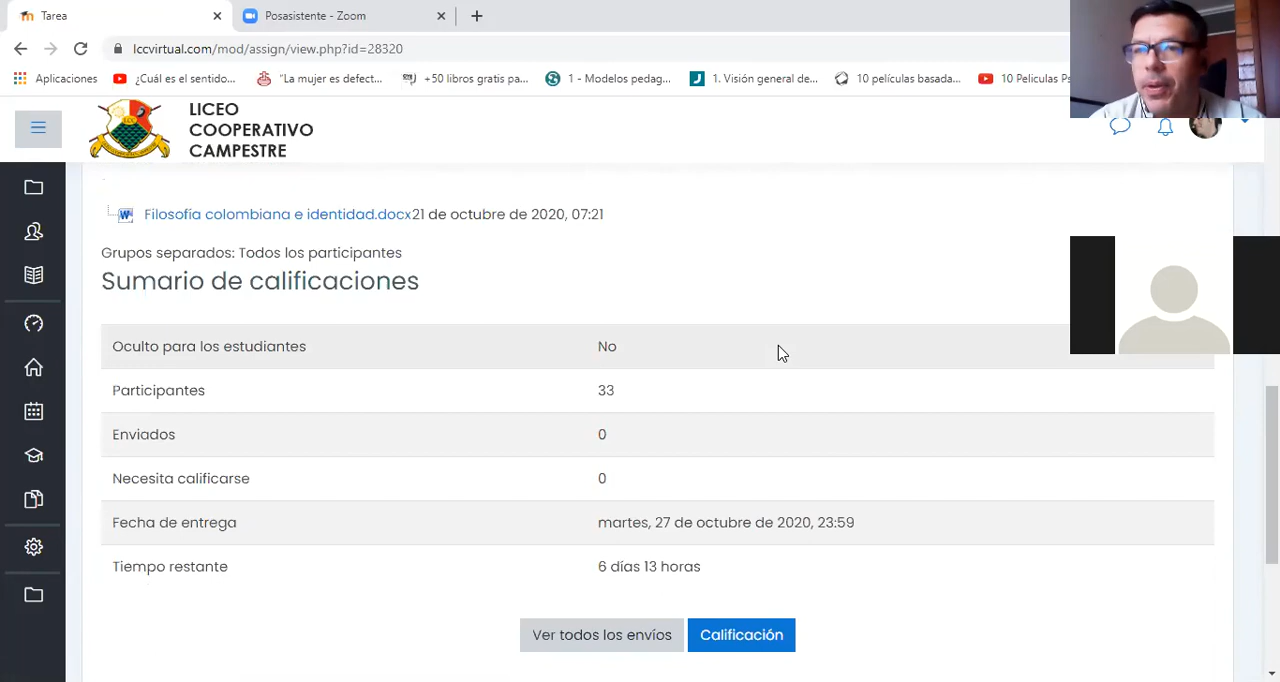 Tarea
Posasistente - Zoom
lccvirtual.com/mod/assign/view.php?id=28320
Aplicaciones
¿Cuál es el sentido...
"La mujer es defect...
+50 libros gratis pa...
1 - Modelos pedag...
1. Visión general de...
10 películas basada...
10 Peliculas Ps
LICEO
COOPERATIVO
CAMPESTRE
Filosofía colombiana e identidad.docx21 de octubre de 2020, 07:21
Grupos separados: Todos los participantes
Sumario de calificaciones
Oculto para los estudiantes No
Participantes 33
Enviados 0
Necesita calificarse 0
Fecha de entrega martes, 27 de octubre de 2020, 23:59
Tiempo restante 6 días 13 horas
Ver todos los envíos Calificación